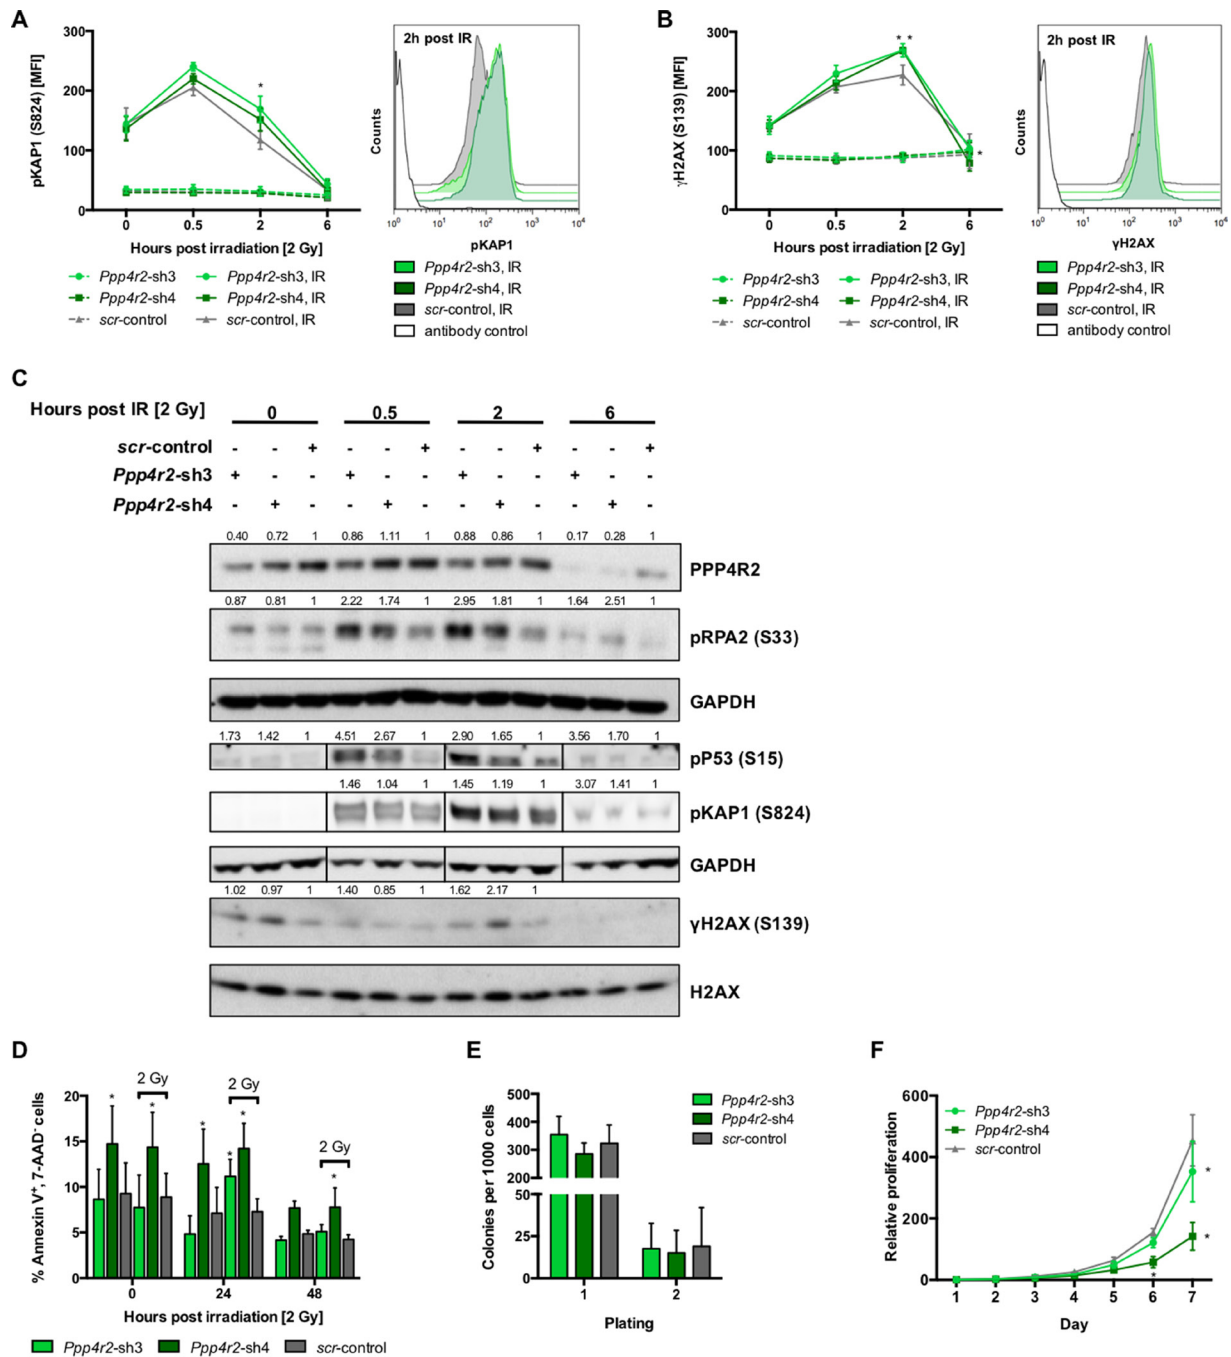 A
pKAP1 (S824) [MFI]
300
200
100
0
0 0.5 2 6
*
Hours post irradiation [2 Gy]
Ppp4r2-sh3 Ppp4r2-sh3, IR
Ppp4r2-sh4 Ppp4r2-sh4, IR
scr-control scr-control, IR
2h post IR
Counts
10⁰ 10¹ 10² 10³ 10⁴
pKAP1
Ppp4r2-sh3, IR
Ppp4r2-sh4, IR
scr-control, IR
antibody control
B
γH2AX (S139) [MFI]
300
200
100
0
* *
*
0 0.5 2 6
Hours post irradiation [2 Gy]
Ppp4r2-sh3 Ppp4r2-sh3, IR
Ppp4r2-sh4 Ppp4r2-sh4, IR
scr-control scr-control, IR
2h post IR
Counts
10⁰ 10¹ 10² 10³ 10⁴
γH2AX
Ppp4r2-sh3, IR
Ppp4r2-sh4, IR
scr-control, IR
antibody control
C
Hours post IR [2 Gy] 0 0.5 2 6
scr-control - - + - - + - - + - - +
Ppp4r2-sh3 + - - + - - + - - + - -
Ppp4r2-sh4 - + - - + - - + - - + -
0.40 0.72 1 0.86 1.11 1 0.88 0.86 1 0.17 0.28 1
PPP4R2
0.87 0.81 1 2.22 1.74 1 2.95 1.81 1 1.64 2.51 1
pRPA2 (S33)
GAPDH
1.73 1.42 1 4.51 2.67 1 2.90 1.65 1 3.56 1.70 1
pP53 (S15)
1.46 1.04 1 1.45 1.19 1 3.07 1.41 1
pKAP1 (S824)
GAPDH
1.02 0.97 1 1.40 0.85 1 1.62 2.17 1
γH2AX (S139)
H2AX
D
% Annexin V⁺, 7-AAD⁻ cells
20
15
10
5
0
2 Gy
2 Gy
2 Gy
* * * * * *
0 24 48
Hours post irradiation [2 Gy]
Ppp4r2-sh3 Ppp4r2-sh4 scr-control
E
Colonies per 1000 cells
500
400
300
200
50
25
0
1 2
Plating
Ppp4r2-sh3
Ppp4r2-sh4
scr-control
F
Relative proliferation
600
400
200
0
Ppp4r2-sh3
Ppp4r2-sh4
scr-control
*
*
*
1 2 3 4 5 6 7
Day